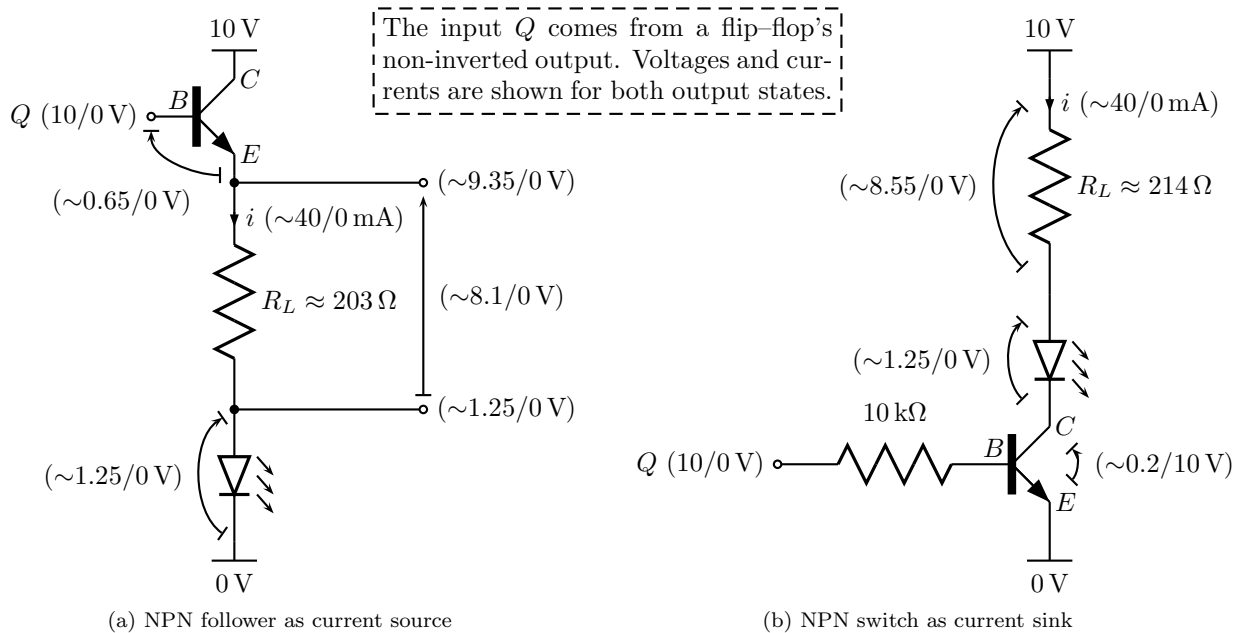 10 V
C
B
Q (10/0 V)
E
(∼0.65/0 V)
(∼9.35/0 V)
i (∼40/0 mA)
R_L ≈ 203 Ω
(∼8.1/0 V)
(∼1.25/0 V)
(∼1.25/0 V)
0 V
(a) NPN follower as current source
The input Q comes from a flip–flop's
non-inverted output. Voltages and cur-
rents are shown for both output states.
10 V
i (∼40/0 mA)
(∼8.55/0 V)
R_L ≈ 214 Ω
(∼1.25/0 V)
10 kΩ
C
B
Q (10/0 V)
(∼0.2/10 V)
E
0 V
(b) NPN switch as current sink